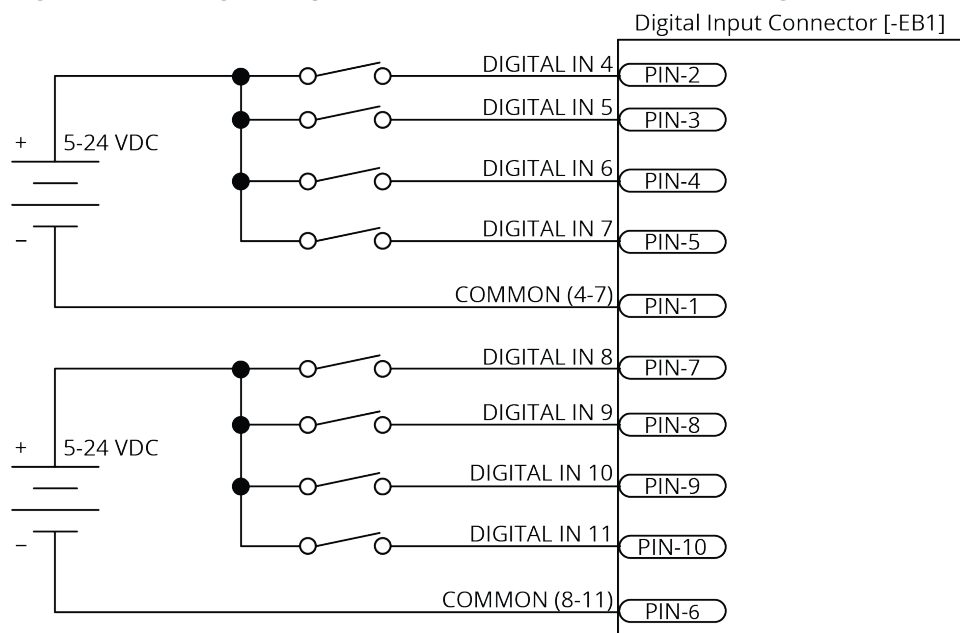 Digital Input Connector [-EB1]
DIGITAL IN 4
PIN-2
DIGITAL IN 5
PIN-3
+ 5-24 VDC
DIGITAL IN 6
PIN-4
DIGITAL IN 7
PIN-5
–
COMMON (4-7)
PIN-1
DIGITAL IN 8
PIN-7
DIGITAL IN 9
PIN-8
+ 5-24 VDC
DIGITAL IN 10
PIN-9
DIGITAL IN 11
PIN-10
–
COMMON (8-11)
PIN-6